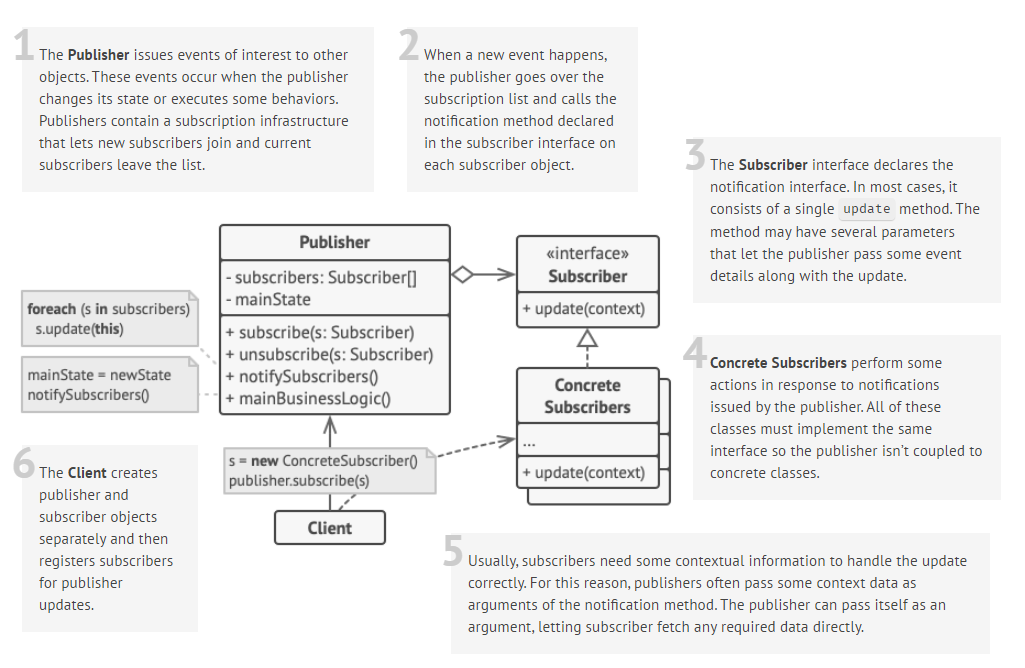 1
The Publisher issues events of interest to other
objects. These events occur when the publisher
changes its state or executes some behaviors.
Publishers contain a subscription infrastructure
that lets new subscribers join and current
subscribers leave the list.
2
When a new event happens,
the publisher goes over the
subscription list and calls the
notification method declared
in the subscriber interface on
each subscriber object.
3
The Subscriber interface declares the
notification interface. In most cases, it
consists of a single update method. The
method may have several parameters
that let the publisher pass some event
details along with the update.
Publisher
- subscribers: Subscriber[]
- mainState
+ subscribe(s: Subscriber)
+ unsubscribe(s: Subscriber)
+ notifySubscribers()
+ mainBusinessLogic()
«interface»
Subscriber
+ update(context)
foreach (s in subscribers)
s.update(this)
mainState = newState
notifySubscribers()
Concrete
Subscribers
...
+ update(context)
4
Concrete Subscribers perform some
actions in response to notifications
issued by the publisher. All of these
classes must implement the same
interface so the publisher isn't coupled to
concrete classes.
s = new ConcreteSubscriber()
publisher.subscribe(s)
Client
6
The Client creates
publisher and
subscriber objects
separately and then
registers subscribers
for publisher
updates.
5
Usually, subscribers need some contextual information to handle the update
correctly. For this reason, publishers often pass some context data as
arguments of the notification method. The publisher can pass itself as an
argument, letting subscriber fetch any required data directly.